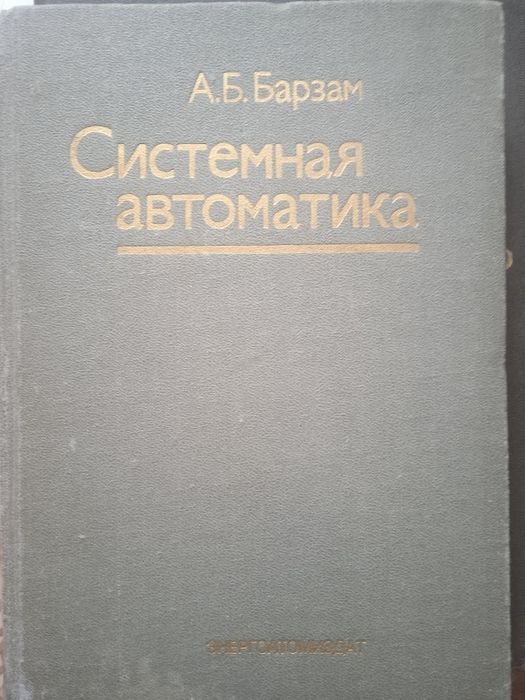 А.Б.Барзам
Системная
автоматика
ЭНЕРГОАТОМИЗДАТ